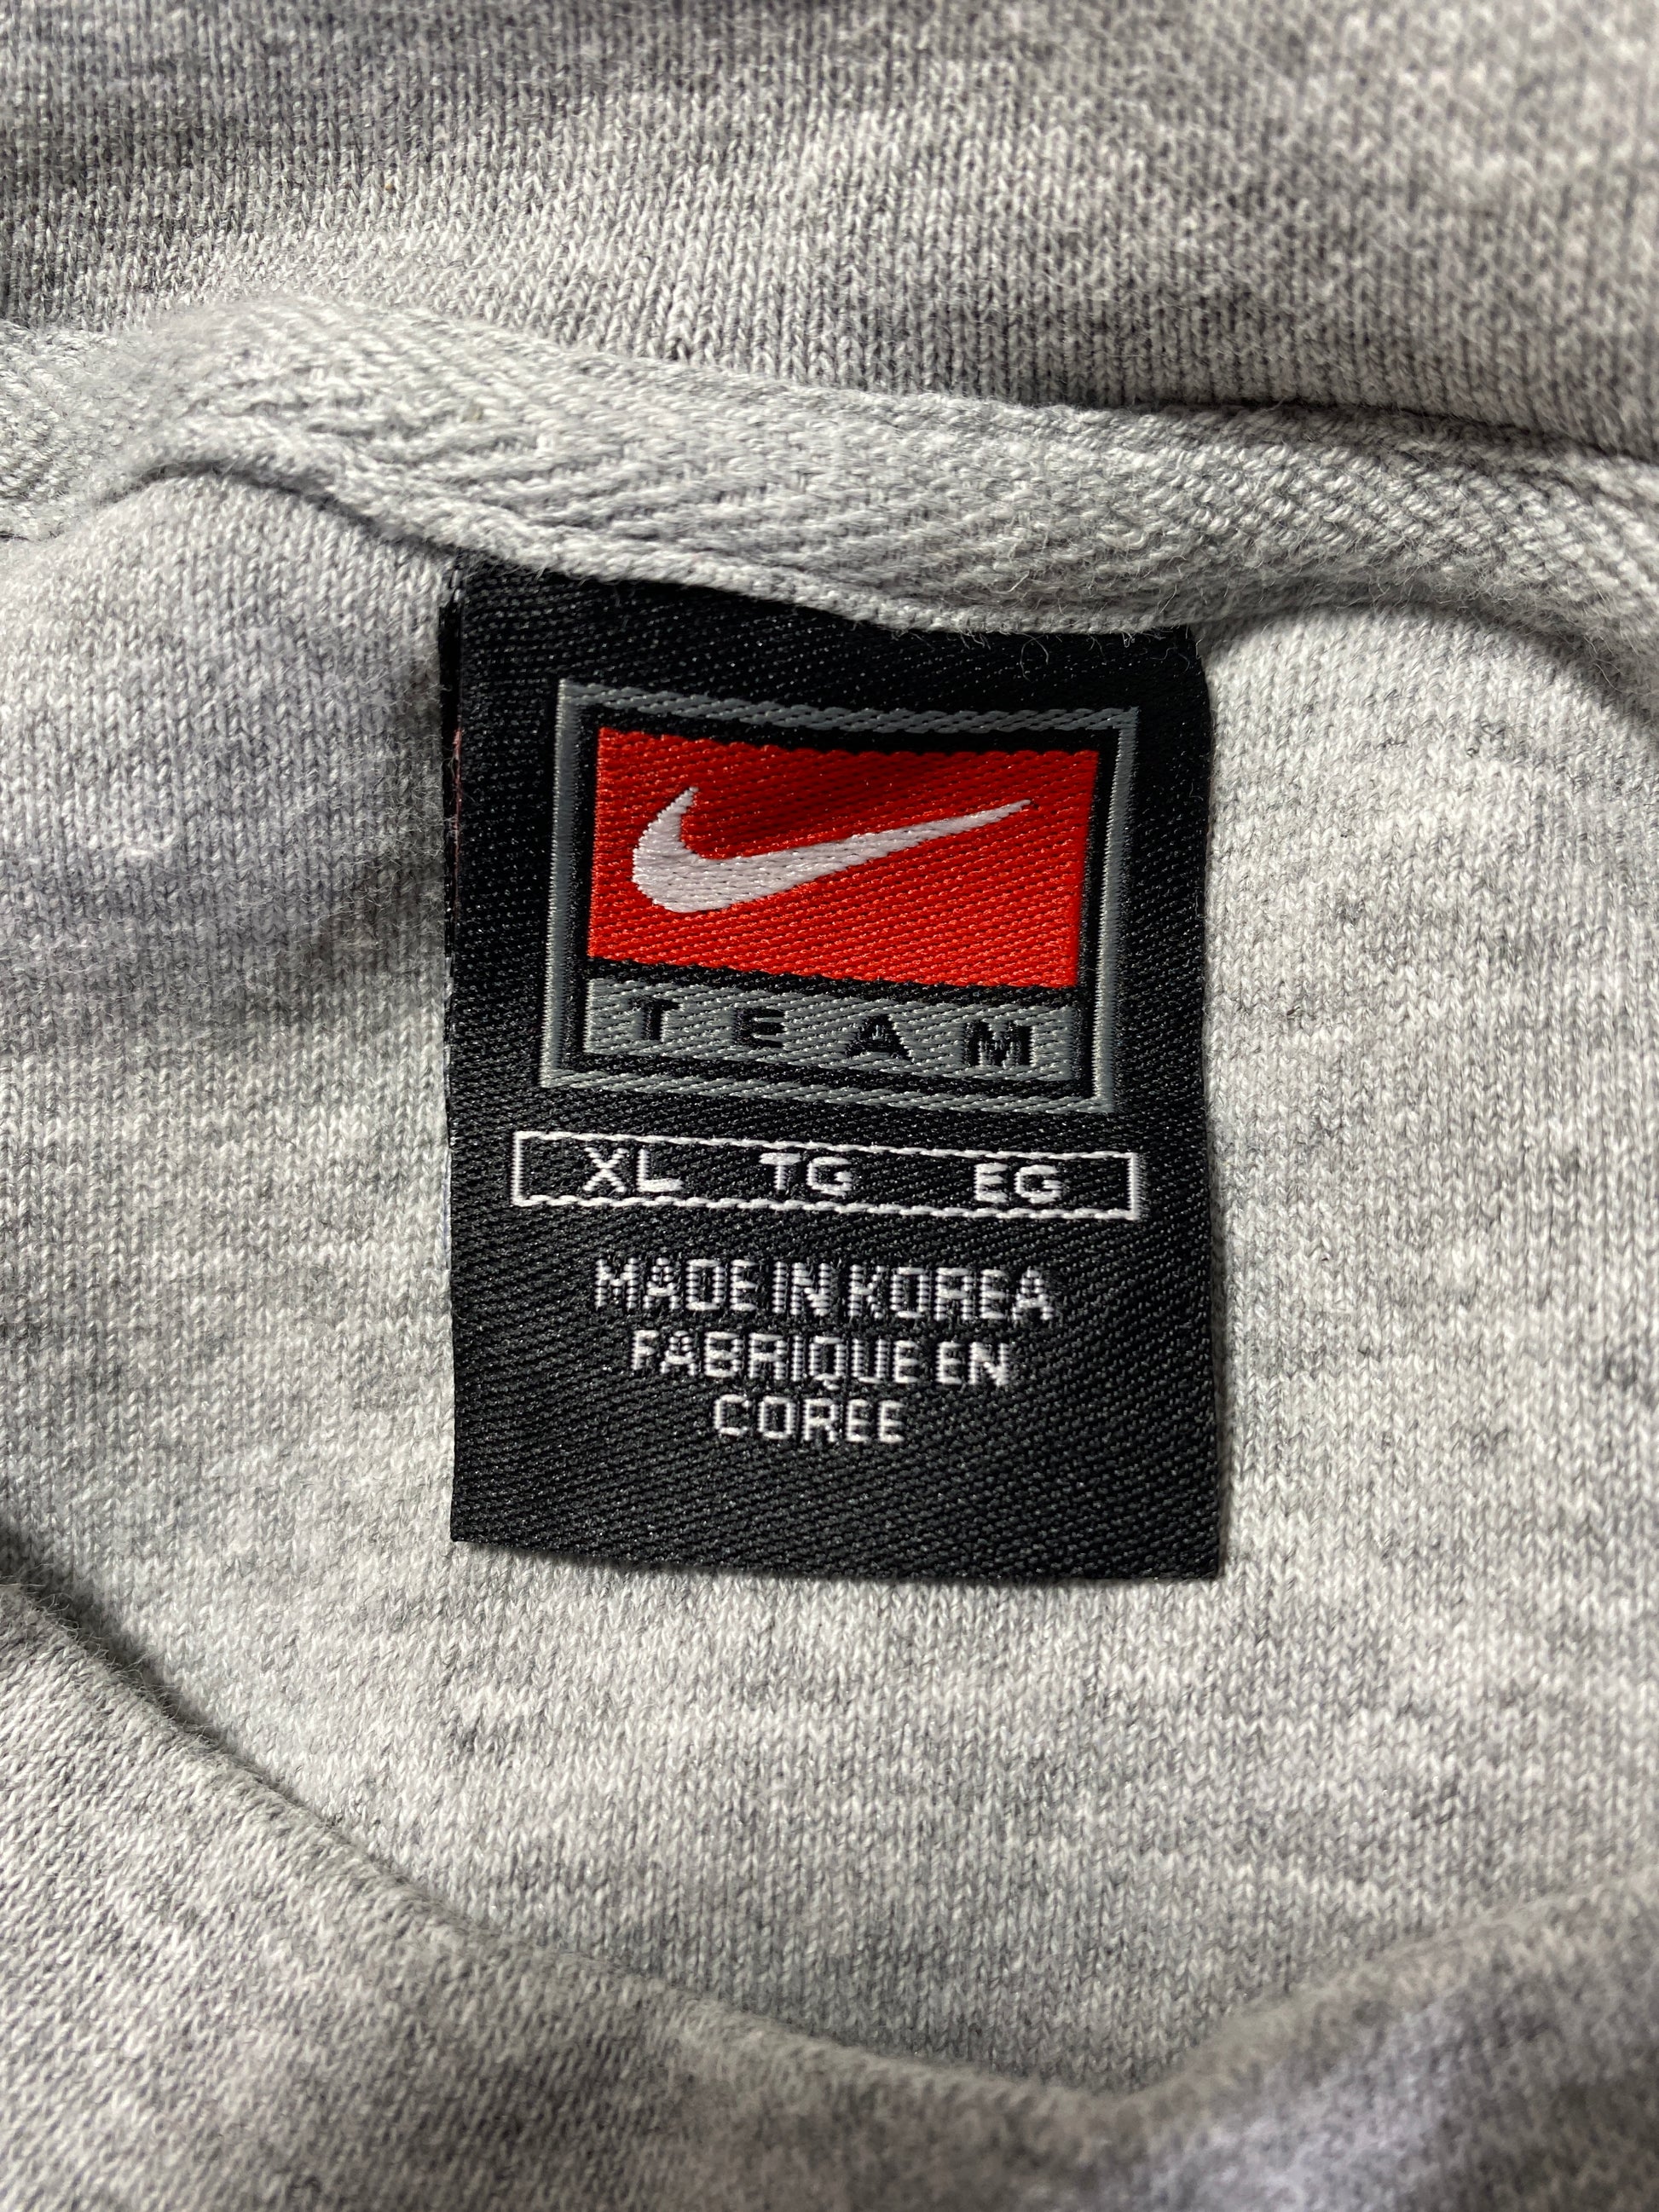 TEAM
XL TG EG
MADE IN KOREA
FABRIQUE EN
COREE